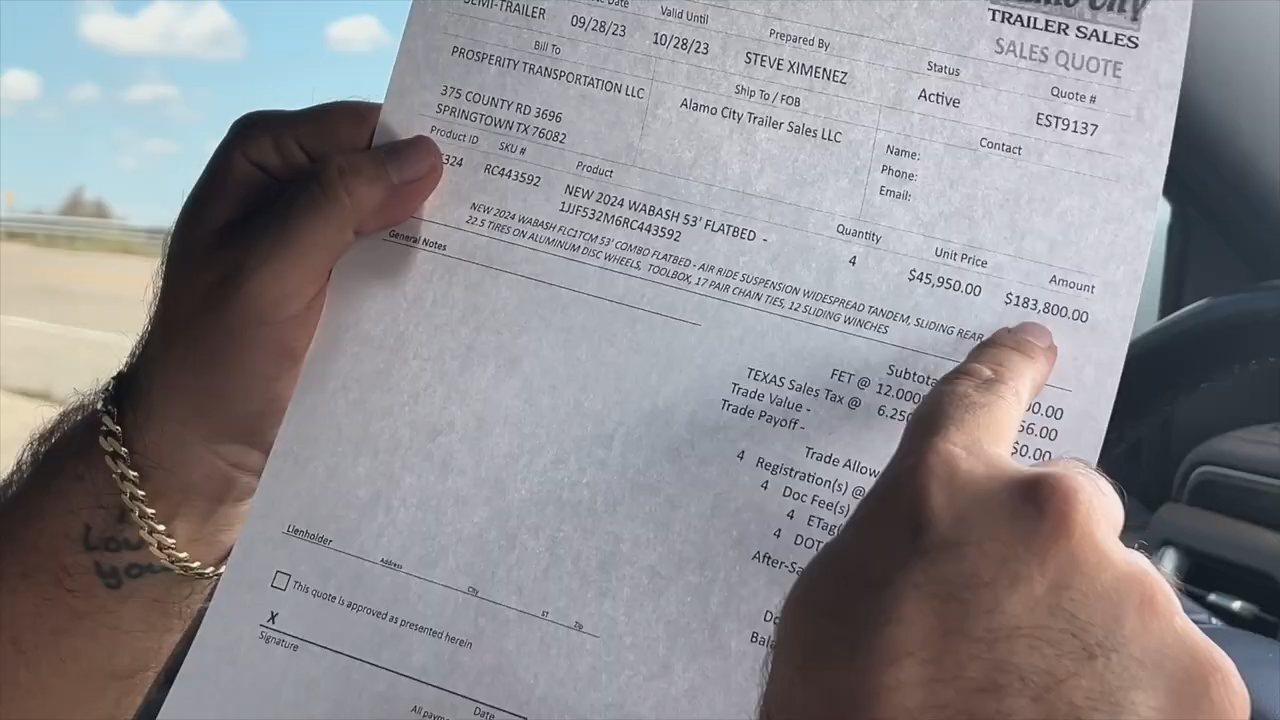 City
TRAILER SALES
SALES QUOTE
SEMI-TRAILER
09/28/23
Valid Until
10/28/23
Prepared By
STEVE XIMENEZ
Status
Active
Quote #
EST9137
Bill To
PROSPERITY TRANSPORTATION LLC
375 COUNTY RD 3696
SPRINGTOWN TX 76082
Ship To / FOB
Alamo City Trailer Sales LLC
Contact
Name:
Phone:
Email:
Product ID
SKU #
Product
Quantity
Unit Price
Amount
RC443592
NEW 2024 WABASH 53' FLATBED -
1JJF532M6RC443592
4
$45,950.00
$183,800.00
NEW 2024 WABASH FLC1TCM 53' COMBO FLATBED - AIR RIDE SUSPENSION WIDESPREAD TANDEM, SLIDING REAR
22.5 TIRES ON ALUMINUM DISC WHEELS, TOOLBOX, 17 PAIR CHAIN TIES, 12 SLIDING WINCHES
General Notes
FET @ 12.000
TEXAS Sales Tax @ 6.250
Trade Value -
$0.00
Trade Payoff -
Trade
4 Registration(s) @
4 Doc Fee(s)
4
4 DOT
Lienholder
Address
City
ST
Zip
This quote is approved as presented herein
X
Signature
Date
All
Love
you